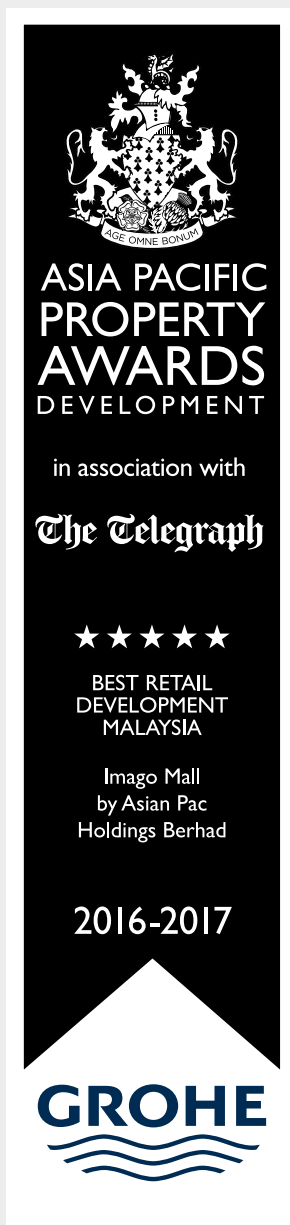 AGE OMNE BONUM
ASIA PACIFIC
PROPERTY
AWARDS
DEVELOPMENT
in association with
The Telegraph
★★★★★
BEST RETAIL
DEVELOPMENT
MALAYSIA
Imago Mall
by Asian Pac
Holdings Berhad
2016-2017
GROHE